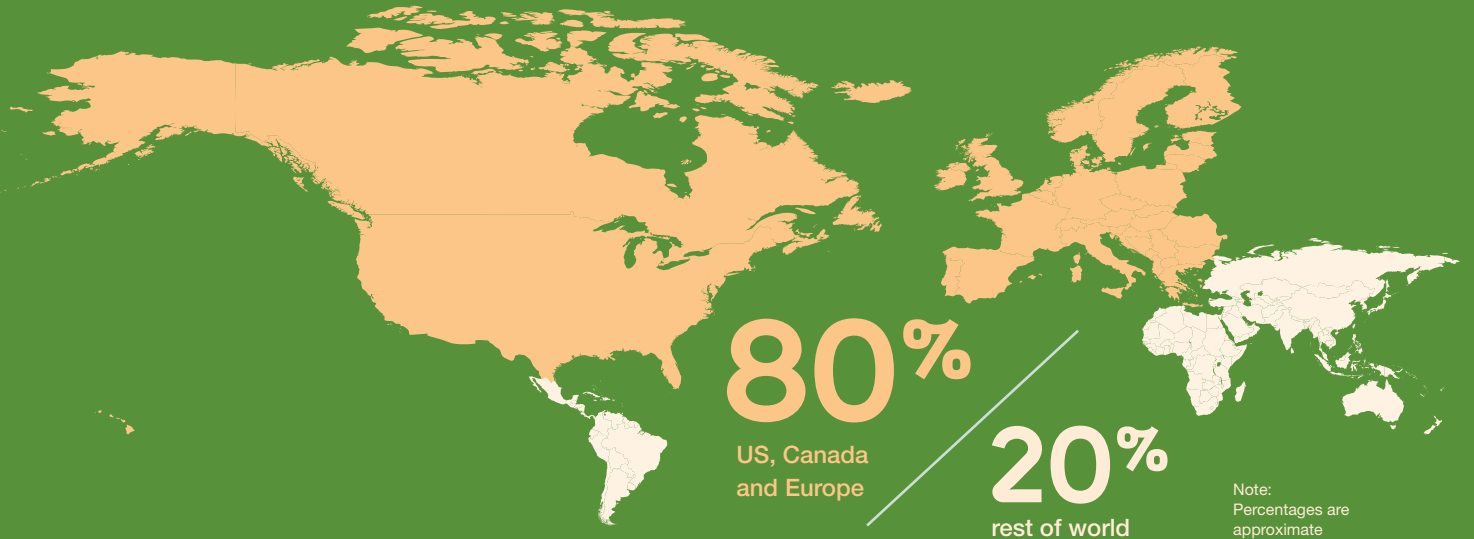 80%
US, Canada
and Europe
20%
rest of world
Note:
Percentages are
approximate